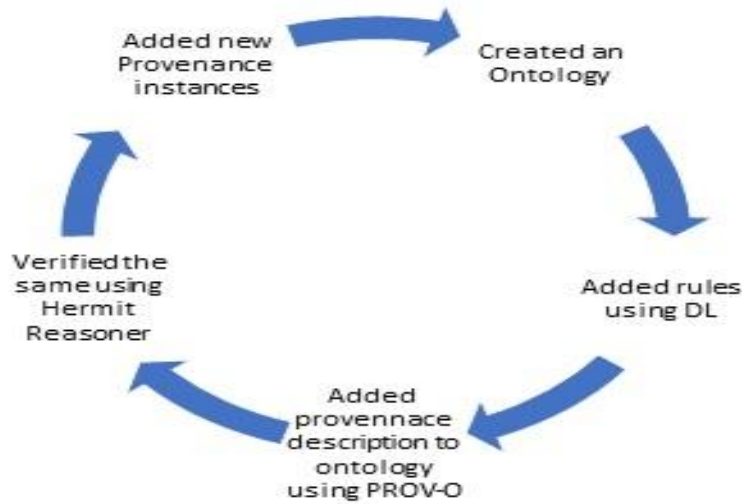 Added new
Provenance
instances
Created an
Ontology
Added rules
using DL
Added
provennace
description to
ontology
using PROV-O
Verified the
same using
Hermit
Reasoner